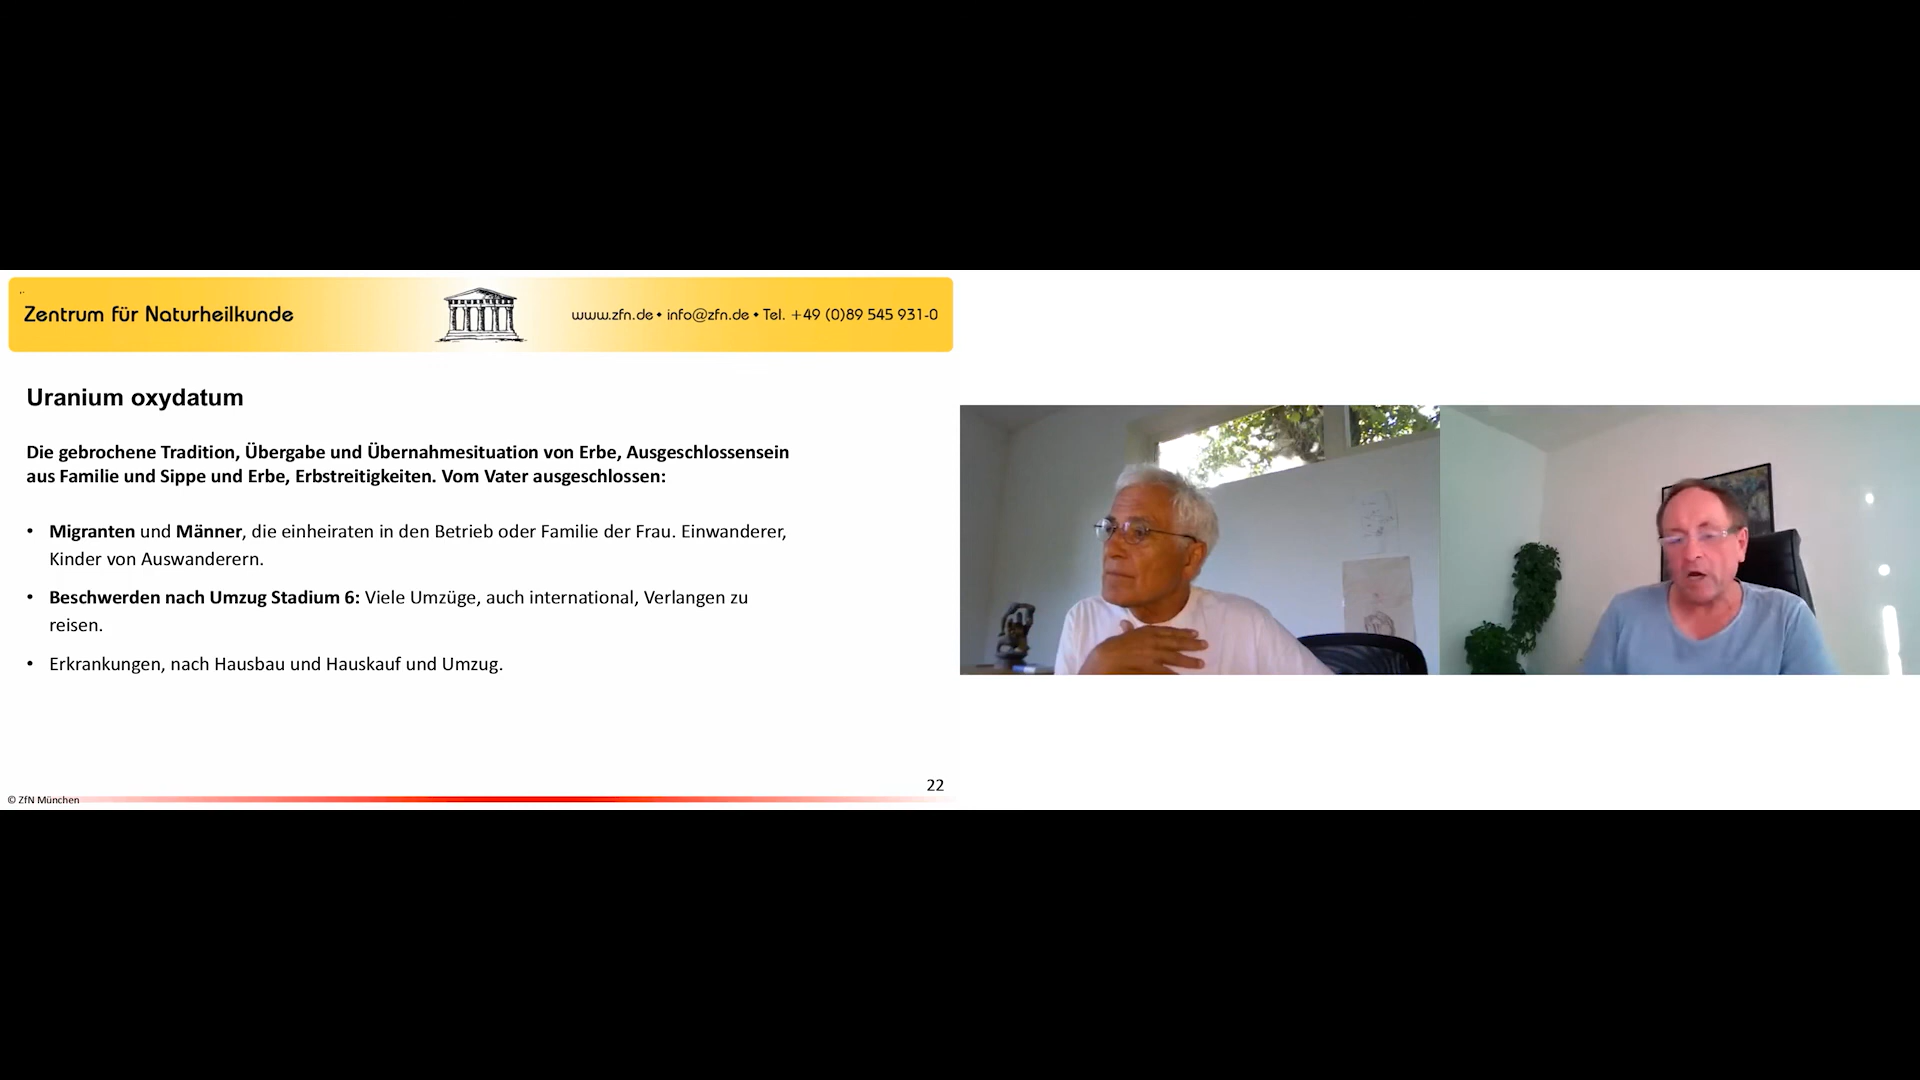 Zentrum für Naturheilkunde
www.zfn.de • info@zfn.de • Tel. +49 (0)89 545 931-0
Uranium oxydatum
Die gebrochene Tradition, Übergabe und Übernahmesituation von Erbe, Ausgeschlossensein
aus Familie und Sippe und Erbe, Erbstreitigkeiten. Vom Vater ausgeschlossen:
• Migranten und Männer, die einheiraten in den Betrieb oder Familie der Frau. Einwanderer,
Kinder von Auswanderern.
• Beschwerden nach Umzug Stadium 6: Viele Umzüge, auch international, Verlangen zu
reisen.
• Erkrankungen, nach Hausbau und Hauskauf und Umzug.
22
© ZfN München